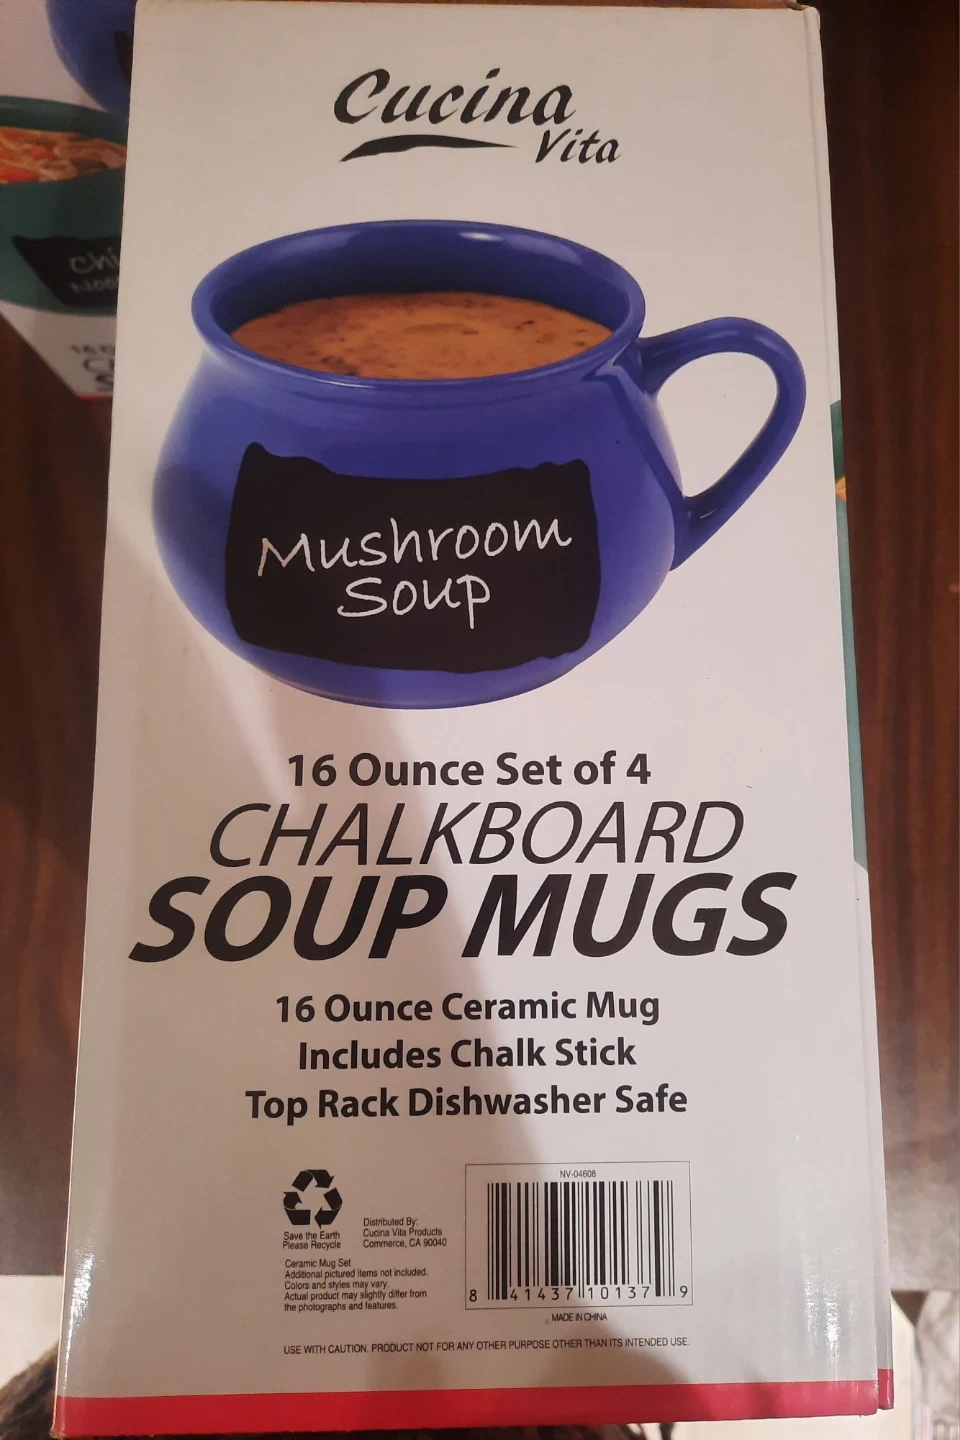 Cucina
Vita
Mushroom
Soup
16 Ounce Set of 4
CHALKBOARD
SOUP MUGS
16 Ounce Ceramic Mug
Includes Chalk Stick
Top Rack Dishwasher Safe
Save the Earth
Please Recycle
Distributed By:
Cucina Vita Products
Commerce, CA 90040
Ceramic Mug Set
Additional pictured items not included.
Colors and styles may vary.
Actual product may slightly differ from
the photographs and features.
NV-04608
8 41437 10137 9
MADE IN CHINA
USE WITH CAUTION. PRODUCT NOT FOR ANY OTHER PURPOSE OTHER THAN ITS INTENDED USE.